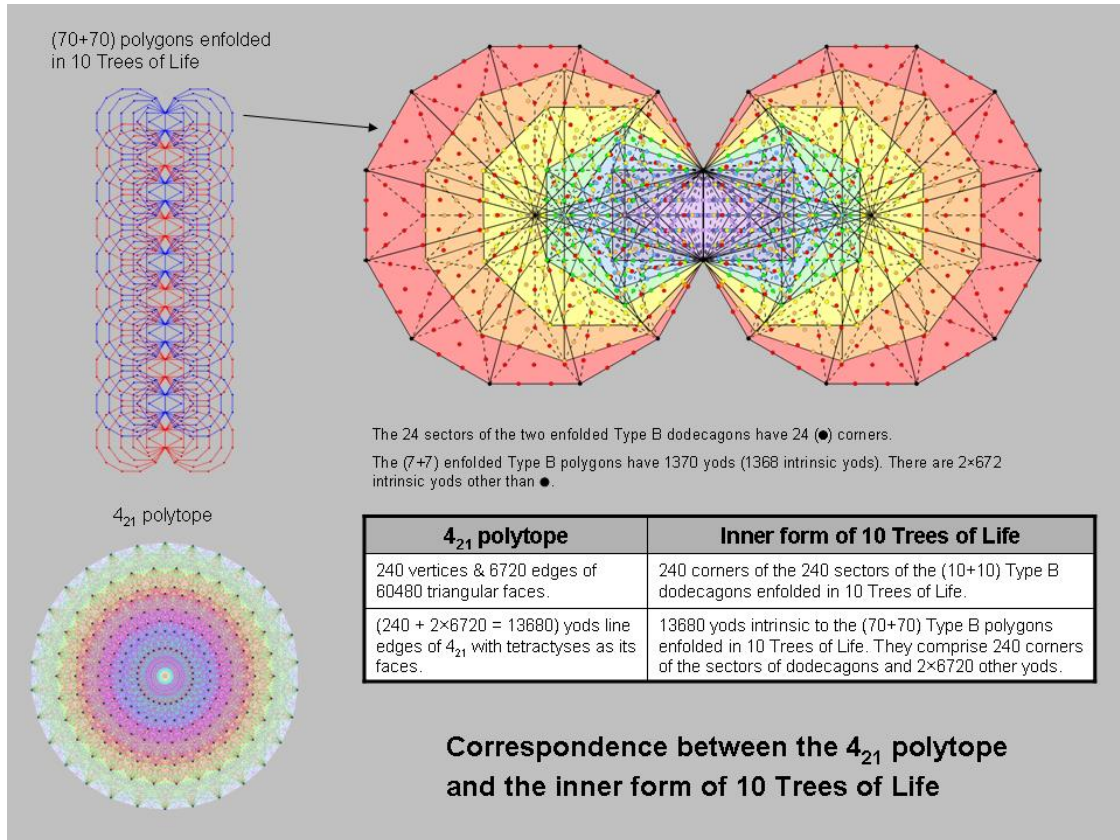 (70+70) polygons enfolded
in 10 Trees of Life
The 24 sectors of the two enfolded Type B dodecagons have 24 (●) corners.
The (7+7) enfolded Type B polygons have 1370 yods (1368 intrinsic yods). There are 2×672
intrinsic yods other than ●.
4₂₁ polytope
4₂₁ polytope
Inner form of 10 Trees of Life
240 vertices & 6720 edges of
60480 triangular faces.
240 corners of the 240 sectors of the (10+10) Type B
dodecagons enfolded in 10 Trees of Life.
(240 + 2×6720 = 13680) yods line
edges of 4₂₁ with tetractyses as its
faces.
13680 yods intrinsic to the (70+70) Type B polygons
enfolded in 10 Trees of Life. They comprise 240 corners
of the sectors of dodecagons and 2×6720 other yods.
Correspondence between the 4₂₁ polytope
and the inner form of 10 Trees of Life